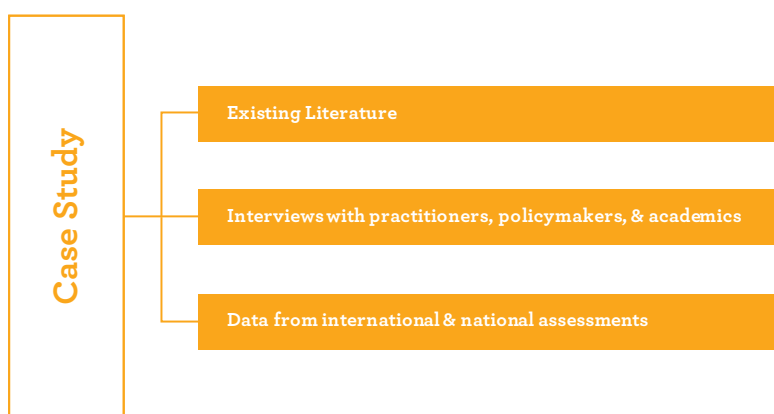 Case Study
Existing Literature
Interviews with practitioners, policymakers, & academics
Data from international & national assessments